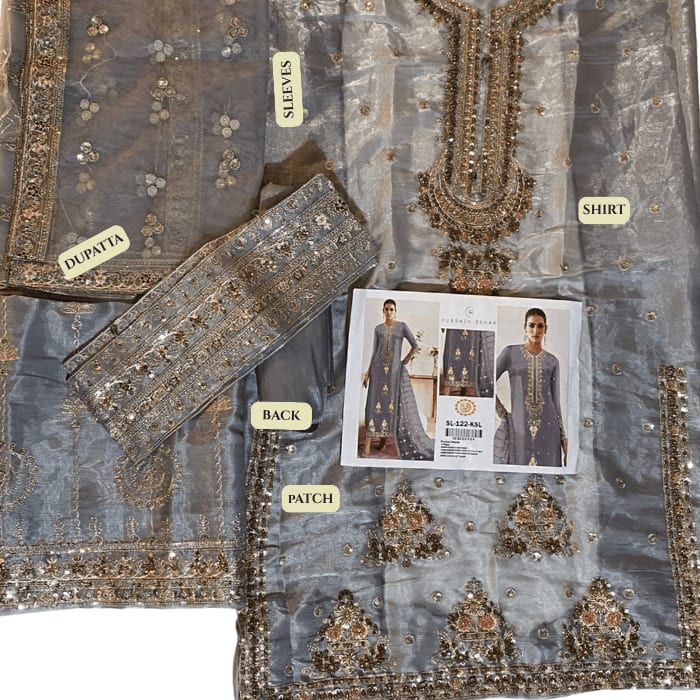 SLEEVES
SHIRT
DUPATTA
HUSSAIN REHAR
SL-122-KSL
BACK
PATCH